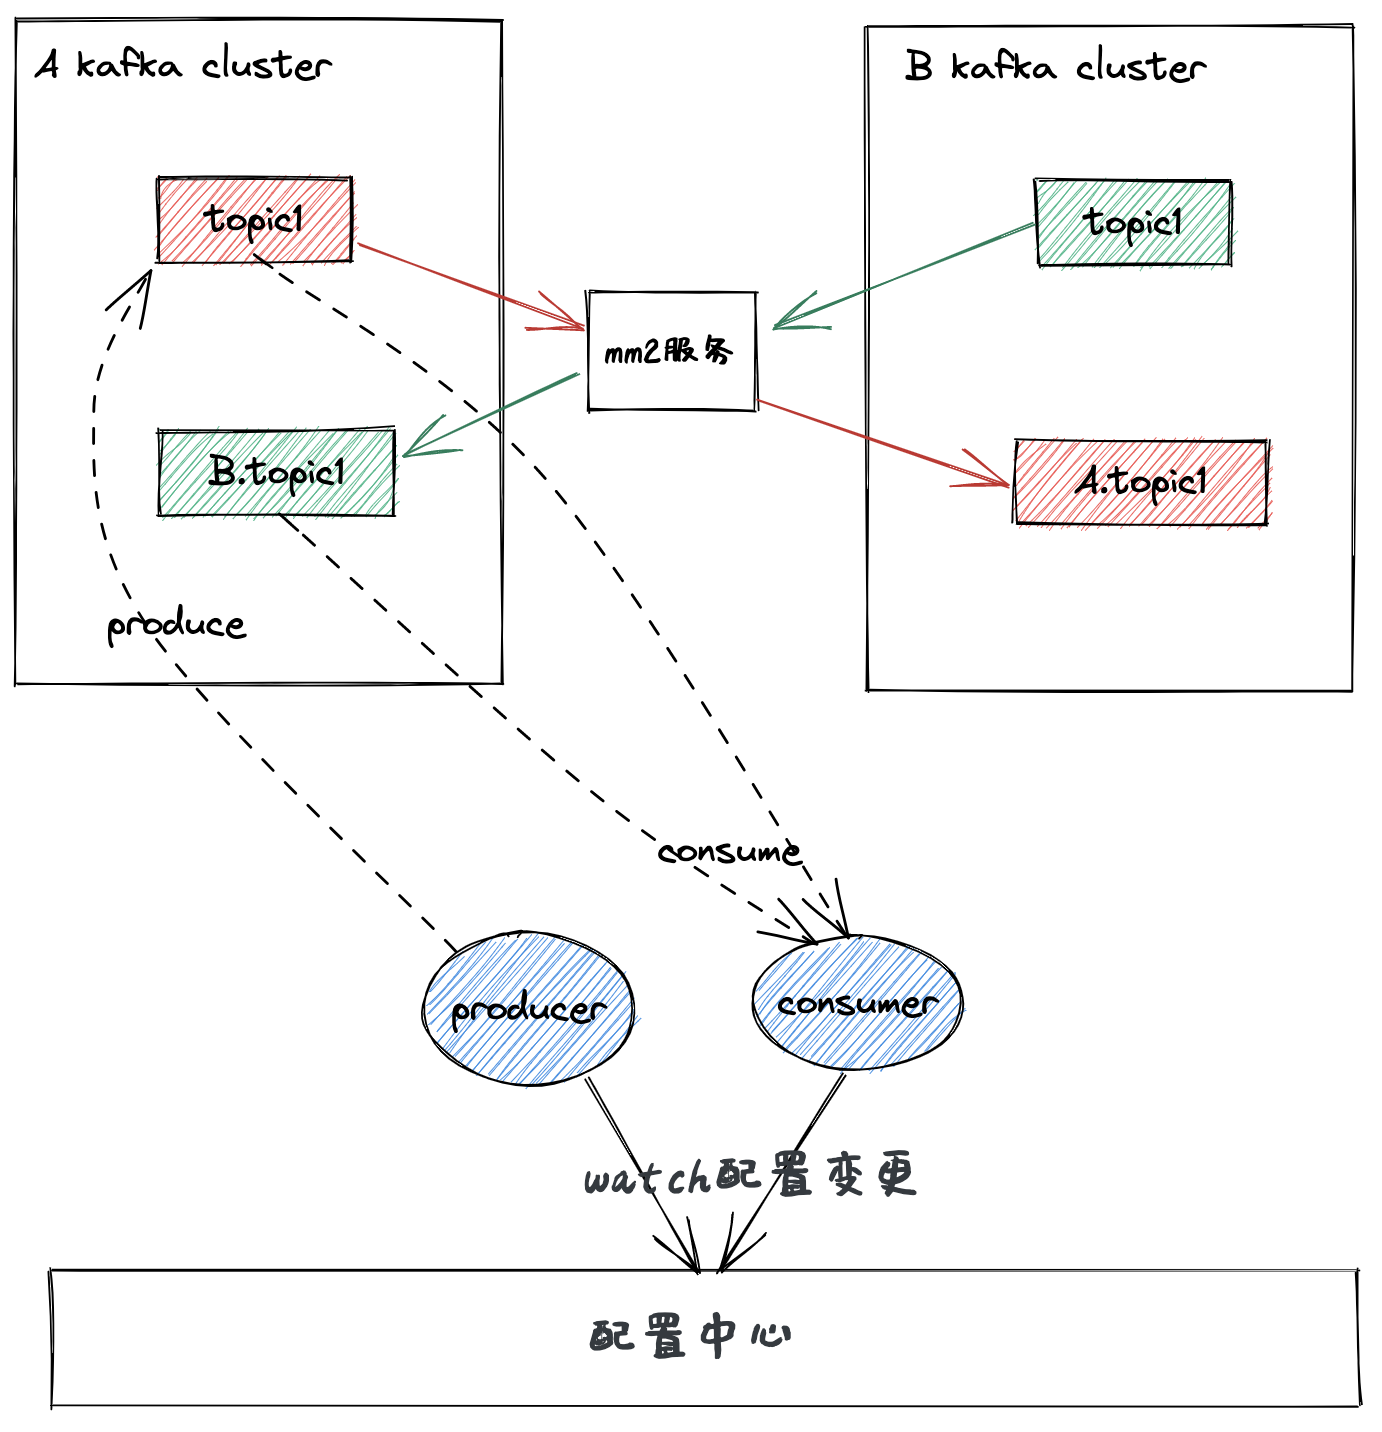 A kafka cluster
B kafka cluster
topic1
topic1
mm2服务
B.topic1
A.topic1
produce
consume
producer
consumer
watch配置变更
配置中心